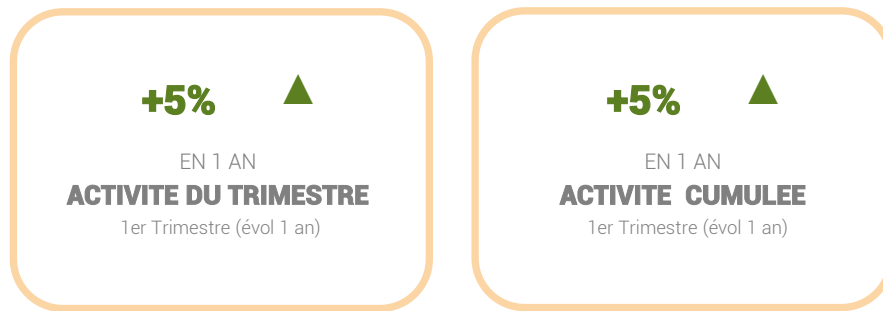 +5%
EN 1 AN
ACTIVITE DU TRIMESTRE
1er Trimestre (évol 1 an)
+5%
EN 1 AN
ACTIVITE  CUMULEE
1er Trimestre (évol 1 an)